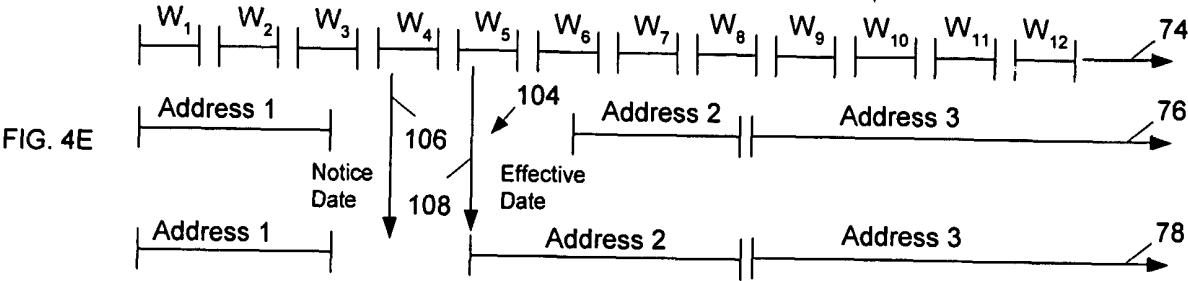 W1 W2 W3 W4 W5 W6 W7 W8 W9 W10 W11 W12 74
104
Address 1 Address 2 Address 3 76
FIG. 4E
106
Notice Date
108
Effective Date
Address 1 Address 2 Address 3 78